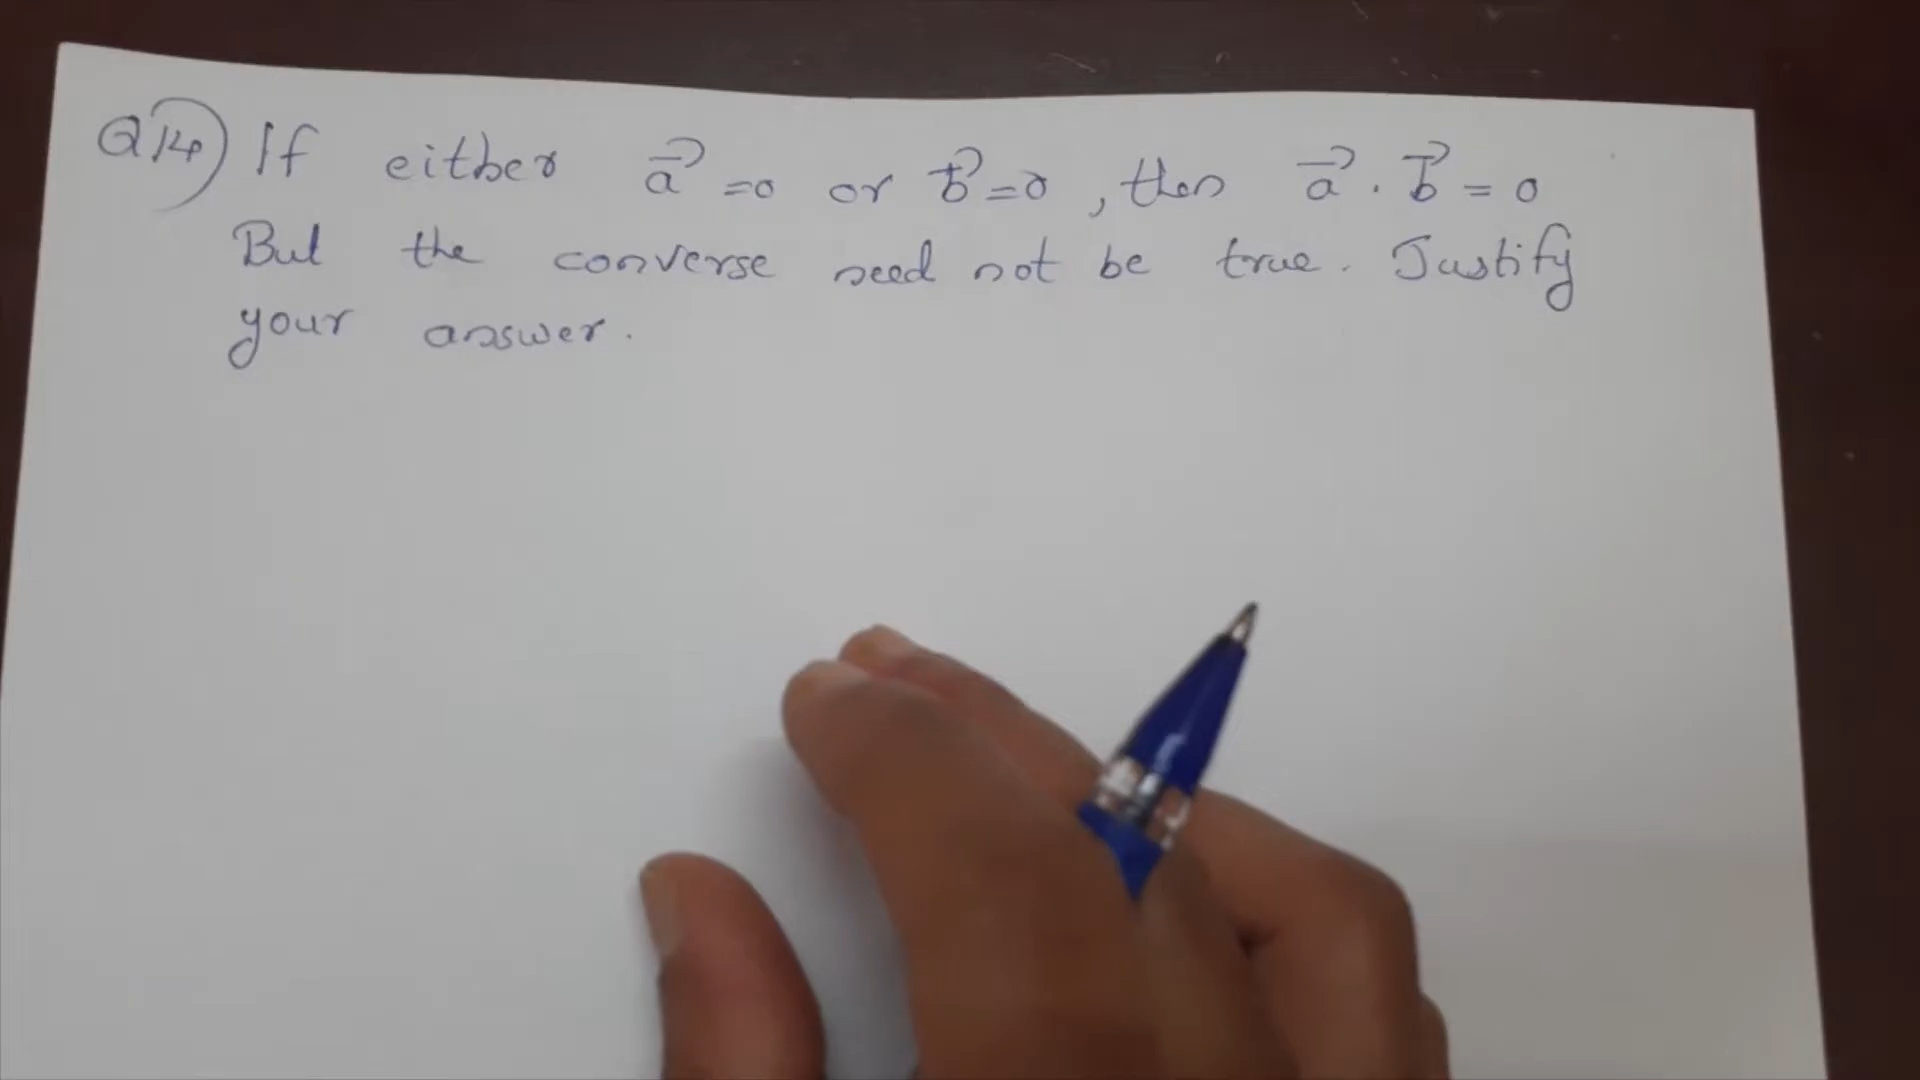 Q14) If either a⃗ = 0 or b⃗ = 0, then a⃗ . b⃗ = 0
But the converse need not be true. Justify
your answer.